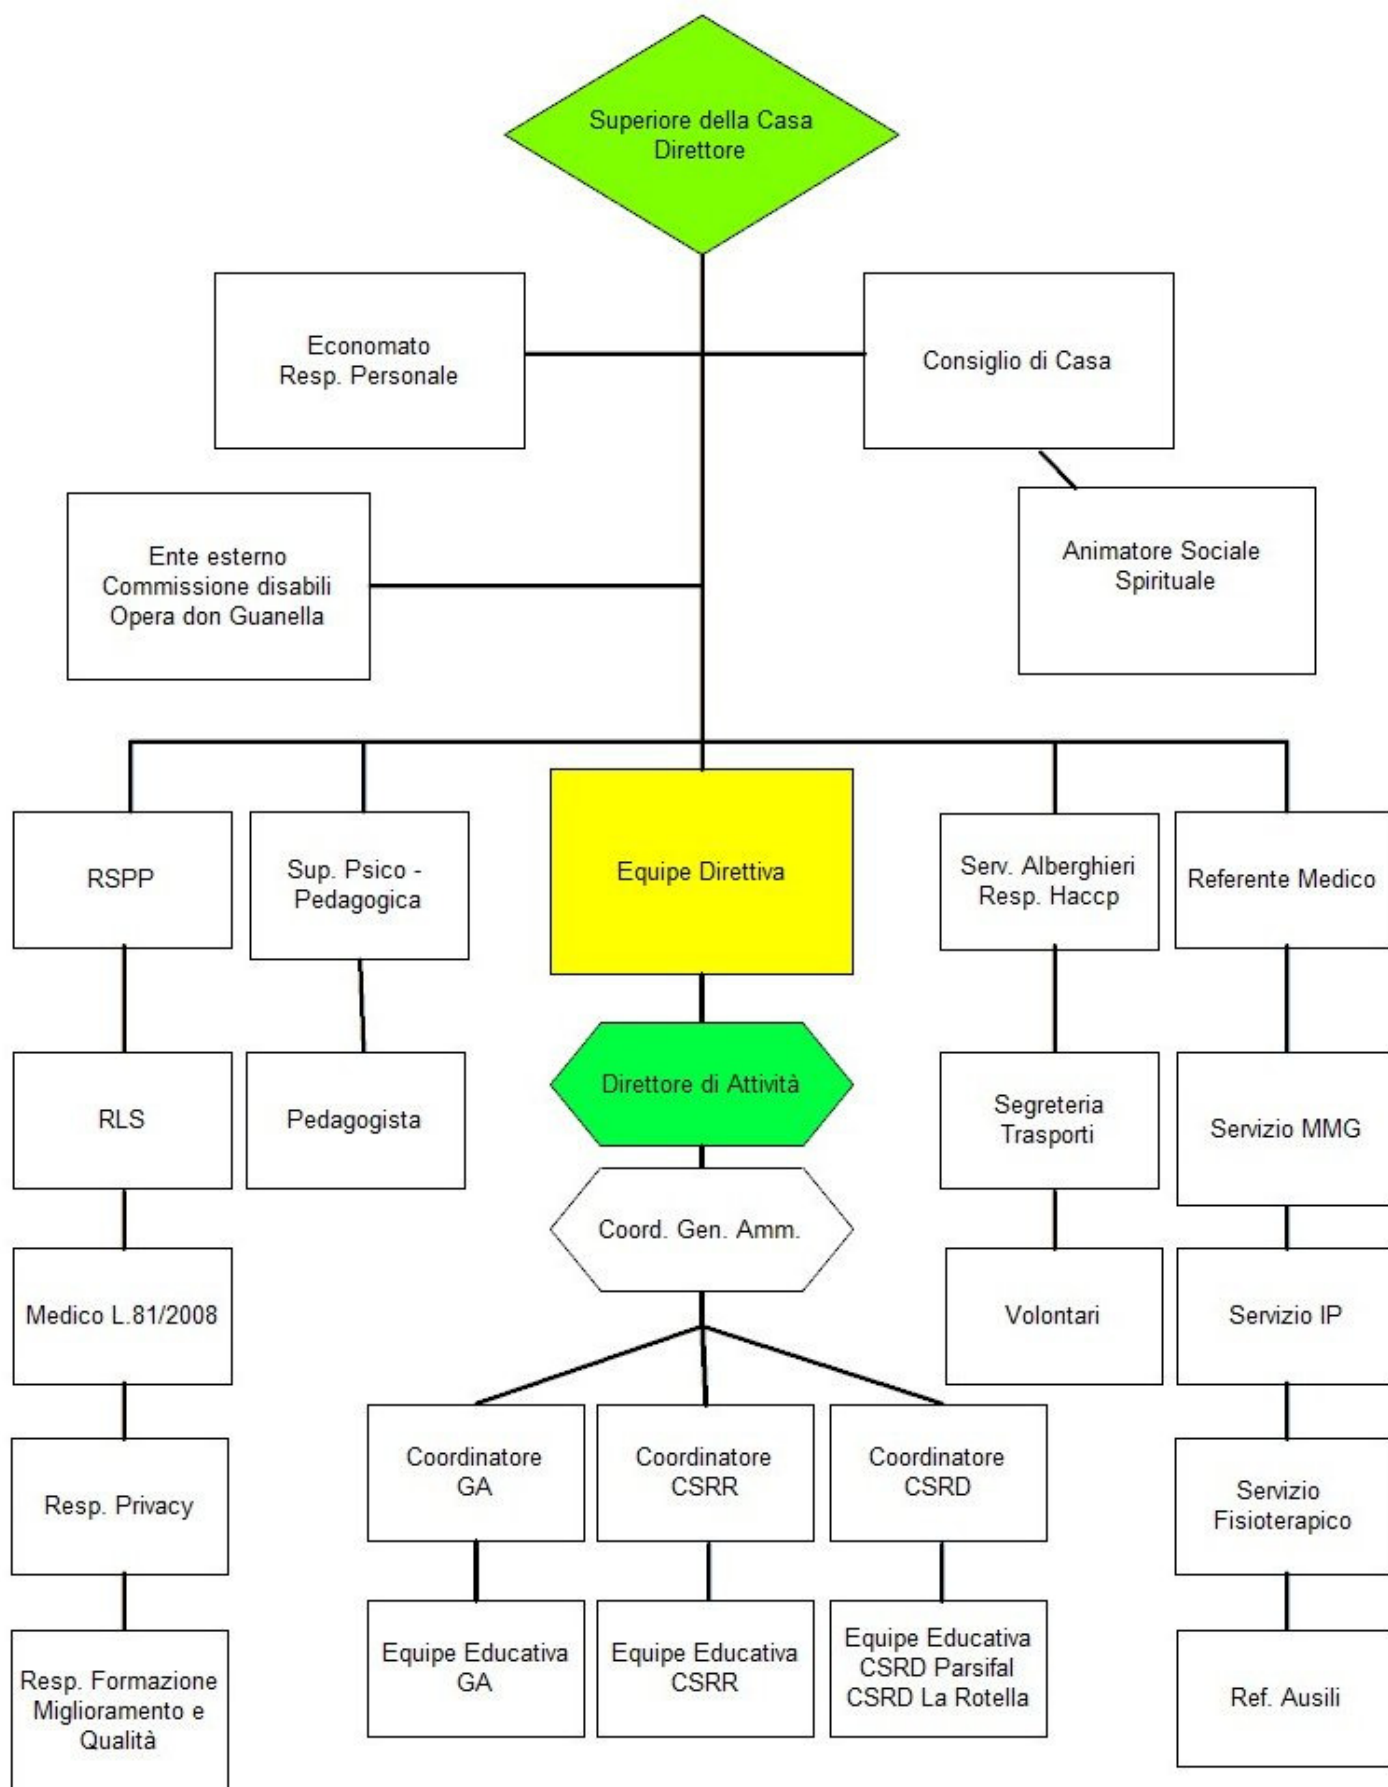 Superiore della Casa
Direttore
Economato
Resp. Personale
Consiglio di Casa
Ente esterno
Commissione disabili
Opera don Guanella
Animatore Sociale
Spirituale
RSPP
Sup. Psico -
Pedagogica
Equipe Direttiva
Serv. Alberghieri
Resp. Haccp
Referente Medico
RLS
Pedagogista
Direttore di Attività
Segreteria
Trasporti
Servizio MMG
Coord. Gen. Amm.
Medico L.81/2008
Volontari
Servizio IP
Coordinatore
GA
Coordinatore
CSRR
Coordinatore
CSRD
Resp. Privacy
Servizio
Fisioterapico
Equipe Educativa
GA
Equipe Educativa
CSRR
Equipe Educativa
CSRD Parsifal
CSRD La Rotella
Resp. Formazione
Miglioramento e
Qualità
Ref. Ausili